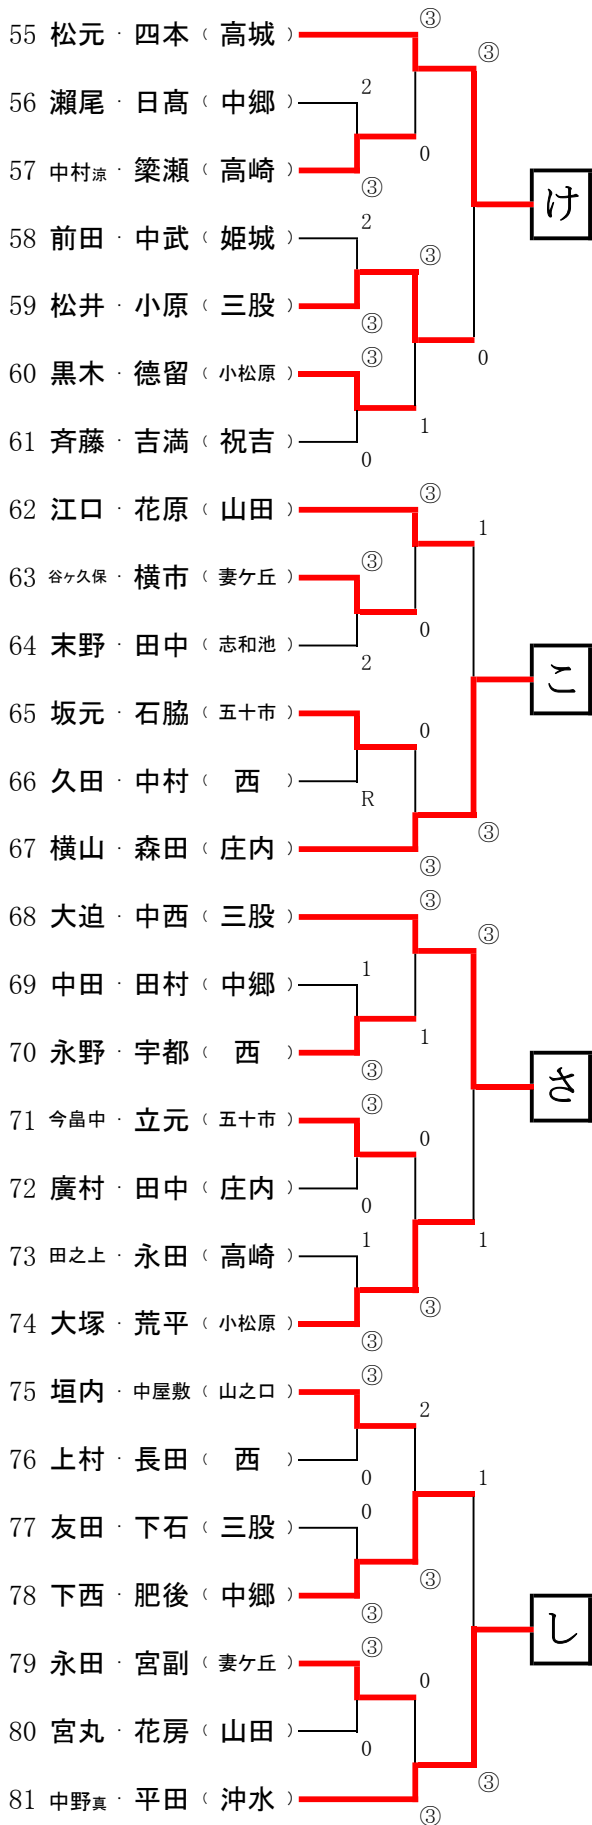 ③
55 松元・四本（高城）
③
2
56 瀨尾・日髙（中郷）
0
57 中村涼・簗瀬（高崎）
③
け
2
58 前田・中武（姫城）
③
59 松井・小原（三股）
③
③
0
60 黒木・德留（小松原）
1
61 斉藤・吉満（祝吉）
0
③
62 江口・花原（山田）
1
③
63 谷ヶ久保・横市（妻ケ丘）
0
64 末野・田中（志和池）
2
こ
65 坂元・石脇（五十市）
0
66 久田・中村（西）
R
③
67 横山・森田（庄内）
③
③
68 大迫・中西（三股）
③
1
69 中田・田村（中郷）
1
70 永野・宇都（西）
③
さ
③
71 今畠中・立元（五十市）
0
72 廣村・田中（庄内）
0
1
1
73 田之上・永田（高崎）
③
74 大塚・荒平（小松原）
③
③
75 垣内・中屋敷（山之口）
2
76 上村・長田（西）
0
1
0
77 友田・下石（三股）
③
78 下西・肥後（中郷）
③
し
③
79 永田・宮副（妻ケ丘）
0
80 宮丸・花房（山田）
0
③
81 中野真・平田（沖水）
③